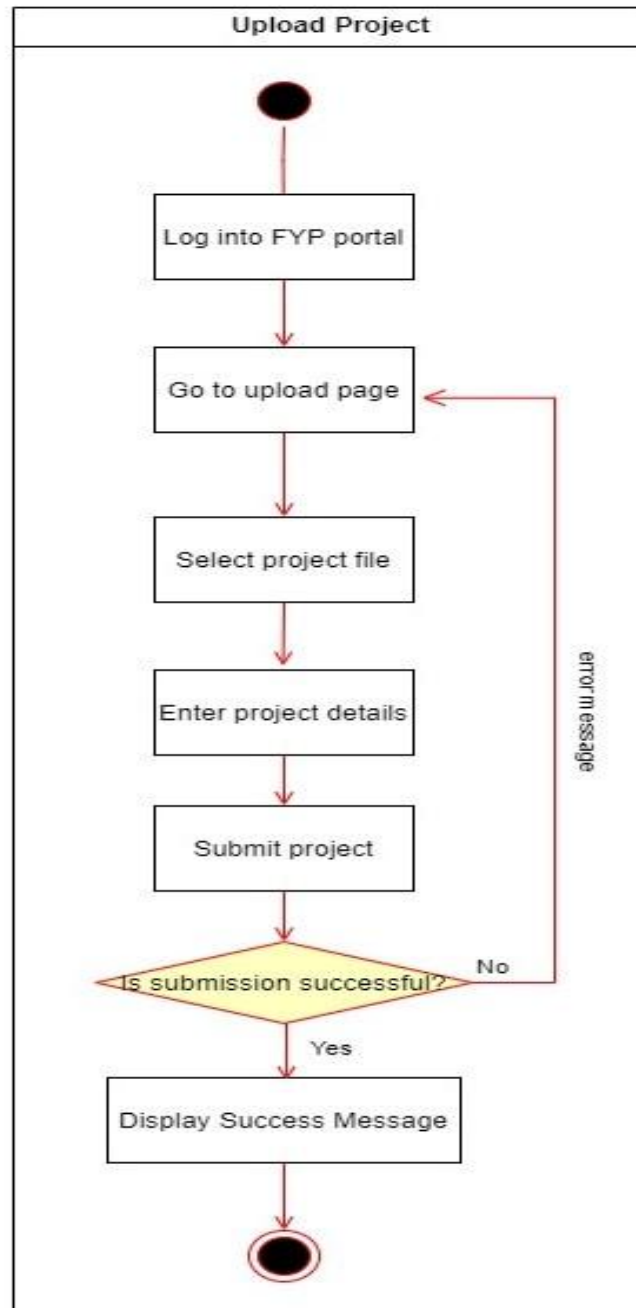 Upload Project
Log into FYP portal
Go to upload page
Select project file
Enter project details
error message
Submit project
Is submission successful?
No
Yes
Display Success Message